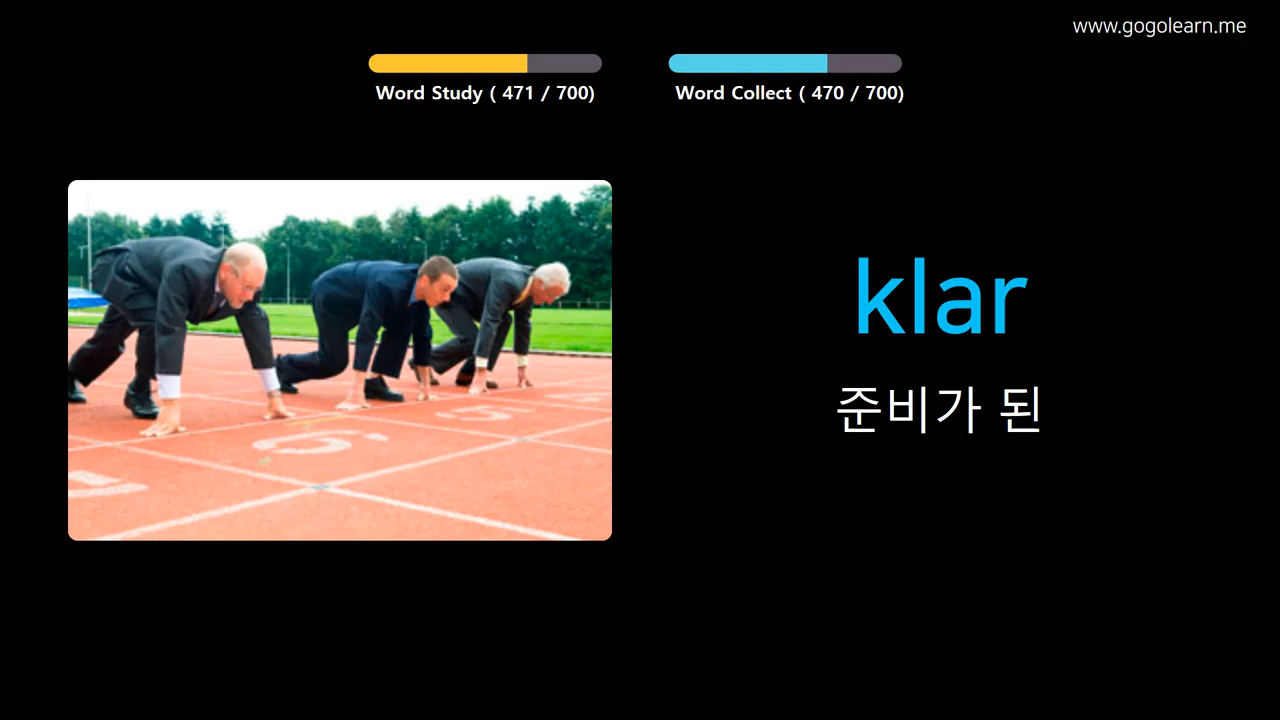 www.gogolearn.me
Word Study ( 471 / 700)
Word Collect ( 470 / 700)
klar
준비가 된